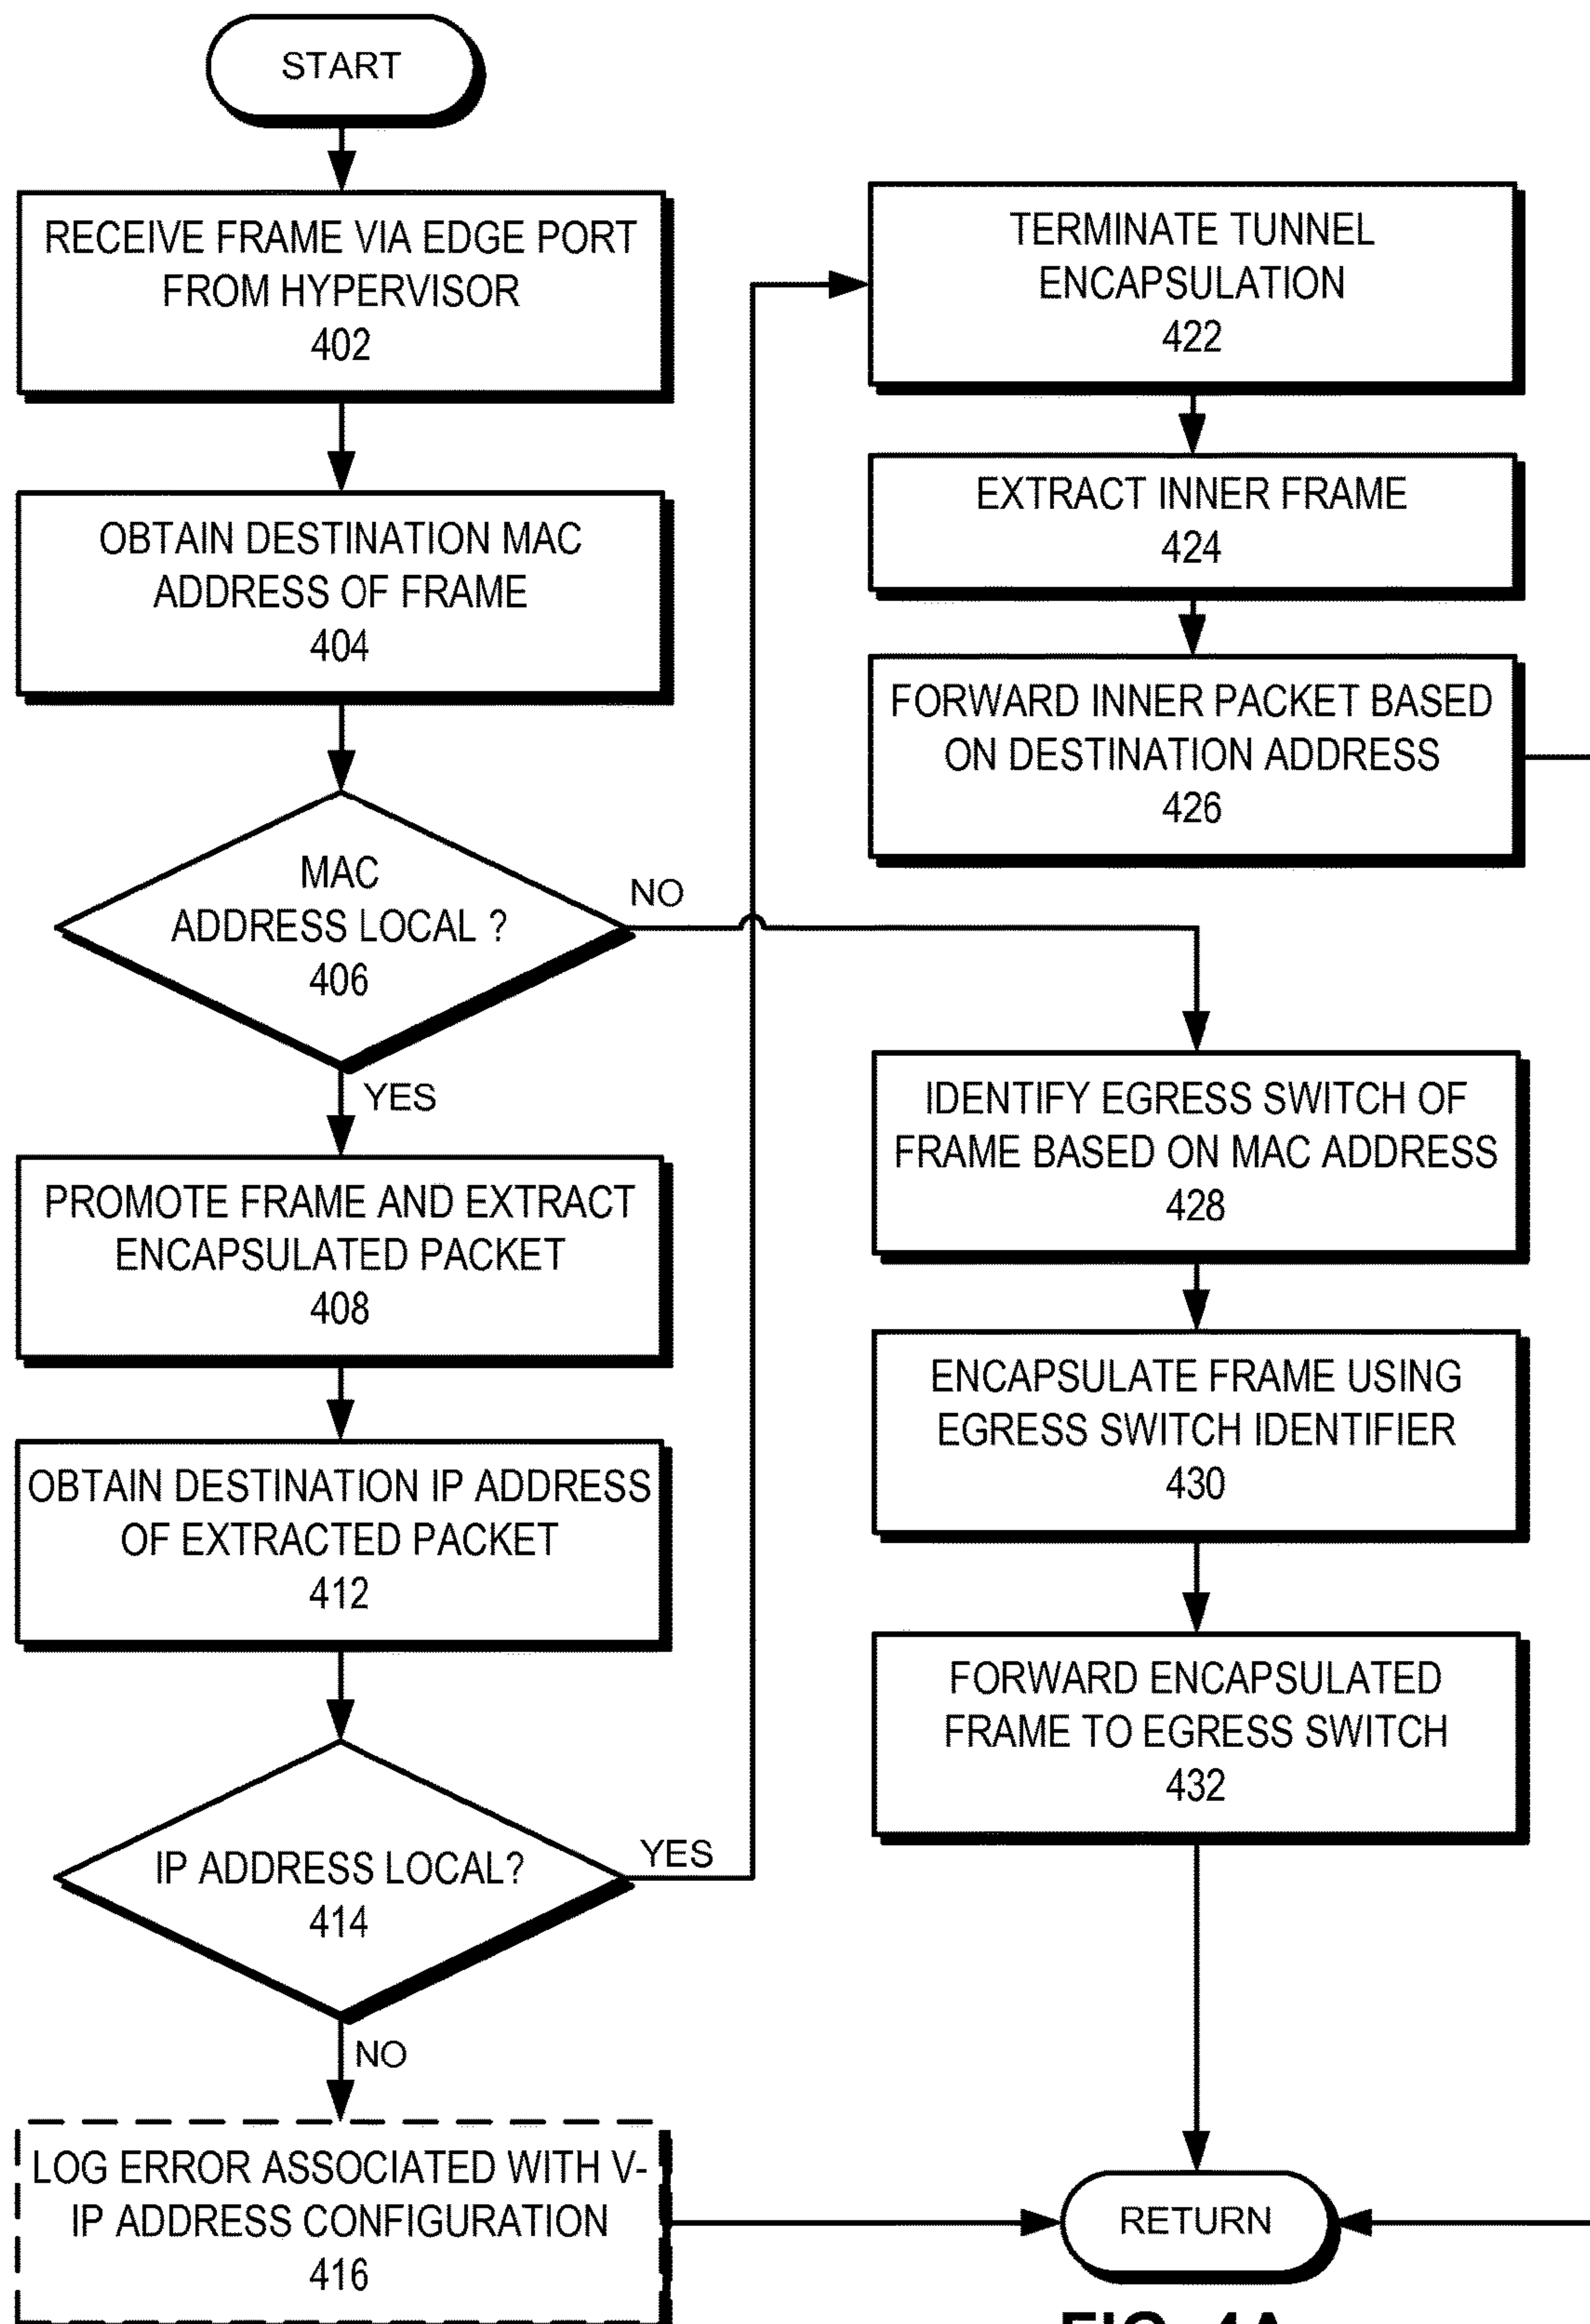 START
RECEIVE FRAME VIA EDGE PORT
FROM HYPERVISOR
402
OBTAIN DESTINATION MAC
ADDRESS OF FRAME
404
MAC
ADDRESS LOCAL ?
406
NO
YES
PROMOTE FRAME AND EXTRACT
ENCAPSULATED PACKET
408
OBTAIN DESTINATION IP ADDRESS
OF EXTRACTED PACKET
412
IP ADDRESS LOCAL?
414
YES
NO
LOG ERROR ASSOCIATED WITH V-
IP ADDRESS CONFIGURATION
416
TERMINATE TUNNEL
ENCAPSULATION
422
EXTRACT INNER FRAME
424
FORWARD INNER PACKET BASED
ON DESTINATION ADDRESS
426
IDENTIFY EGRESS SWITCH OF
FRAME BASED ON MAC ADDRESS
428
ENCAPSULATE FRAME USING
EGRESS SWITCH IDENTIFIER
430
FORWARD ENCAPSULATED
FRAME TO EGRESS SWITCH
432
RETURN
FIG. 4A